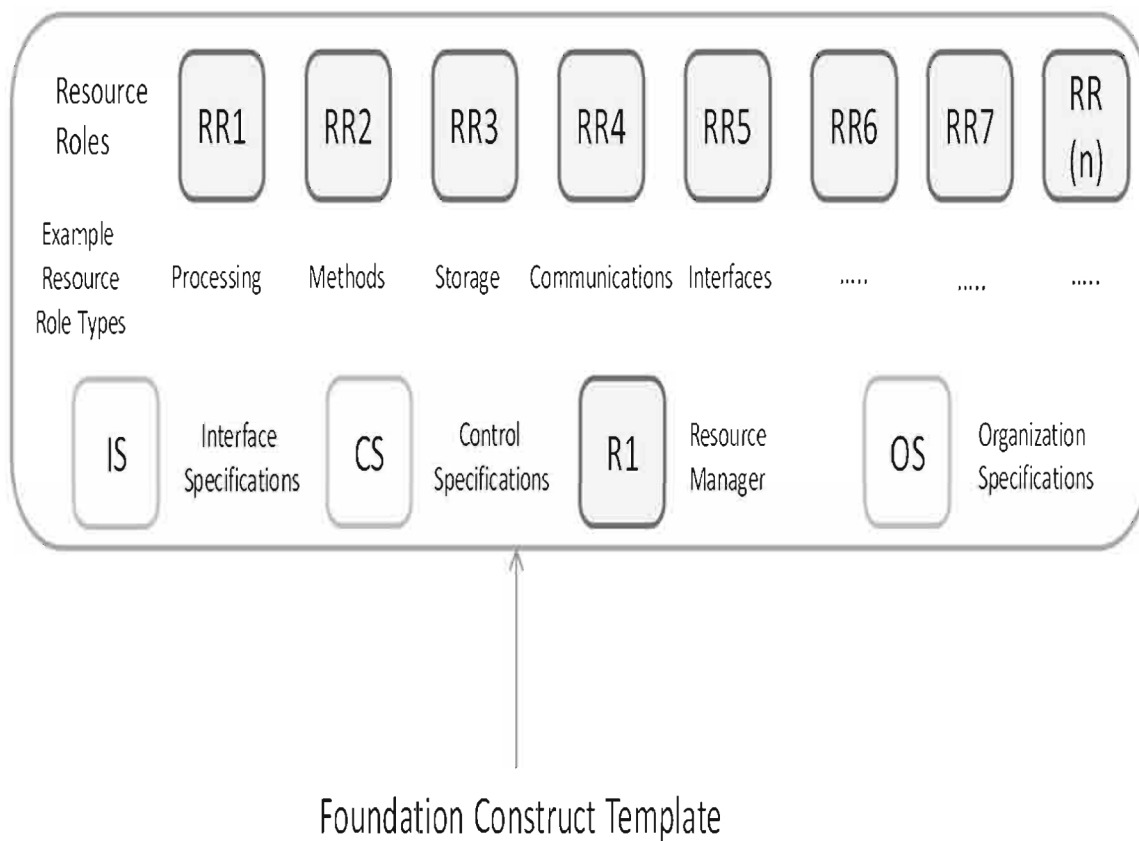 Resource
Roles
RR1
RR2
RR3
RR4
RR5
RR6
RR7
RR
(n)
Example
Resource
Role Types
Processing
Methods
Storage
Communications
Interfaces
.....
.....
.....
IS
Interface
Specifications
CS
Control
Specifications
R1
Resource
Manager
OS
Organization
Specifications
Foundation Construct Template